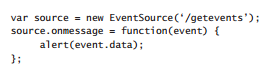 var source = new EventSource(‘/getevents’);
source.onmessage = function(event) {
    alert(event.data);
};